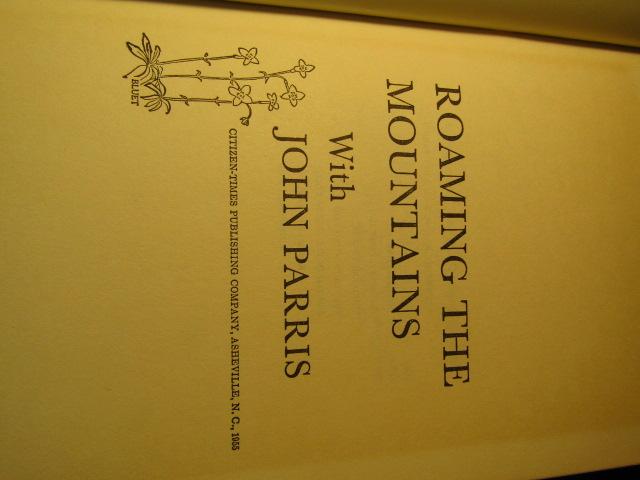 ROAMING THE
MOUNTAINS
With
JOHN PARRIS
BLUET
CITIZEN-TIMES PUBLISHING COMPANY, ASHEVILLE, N. C., 1955